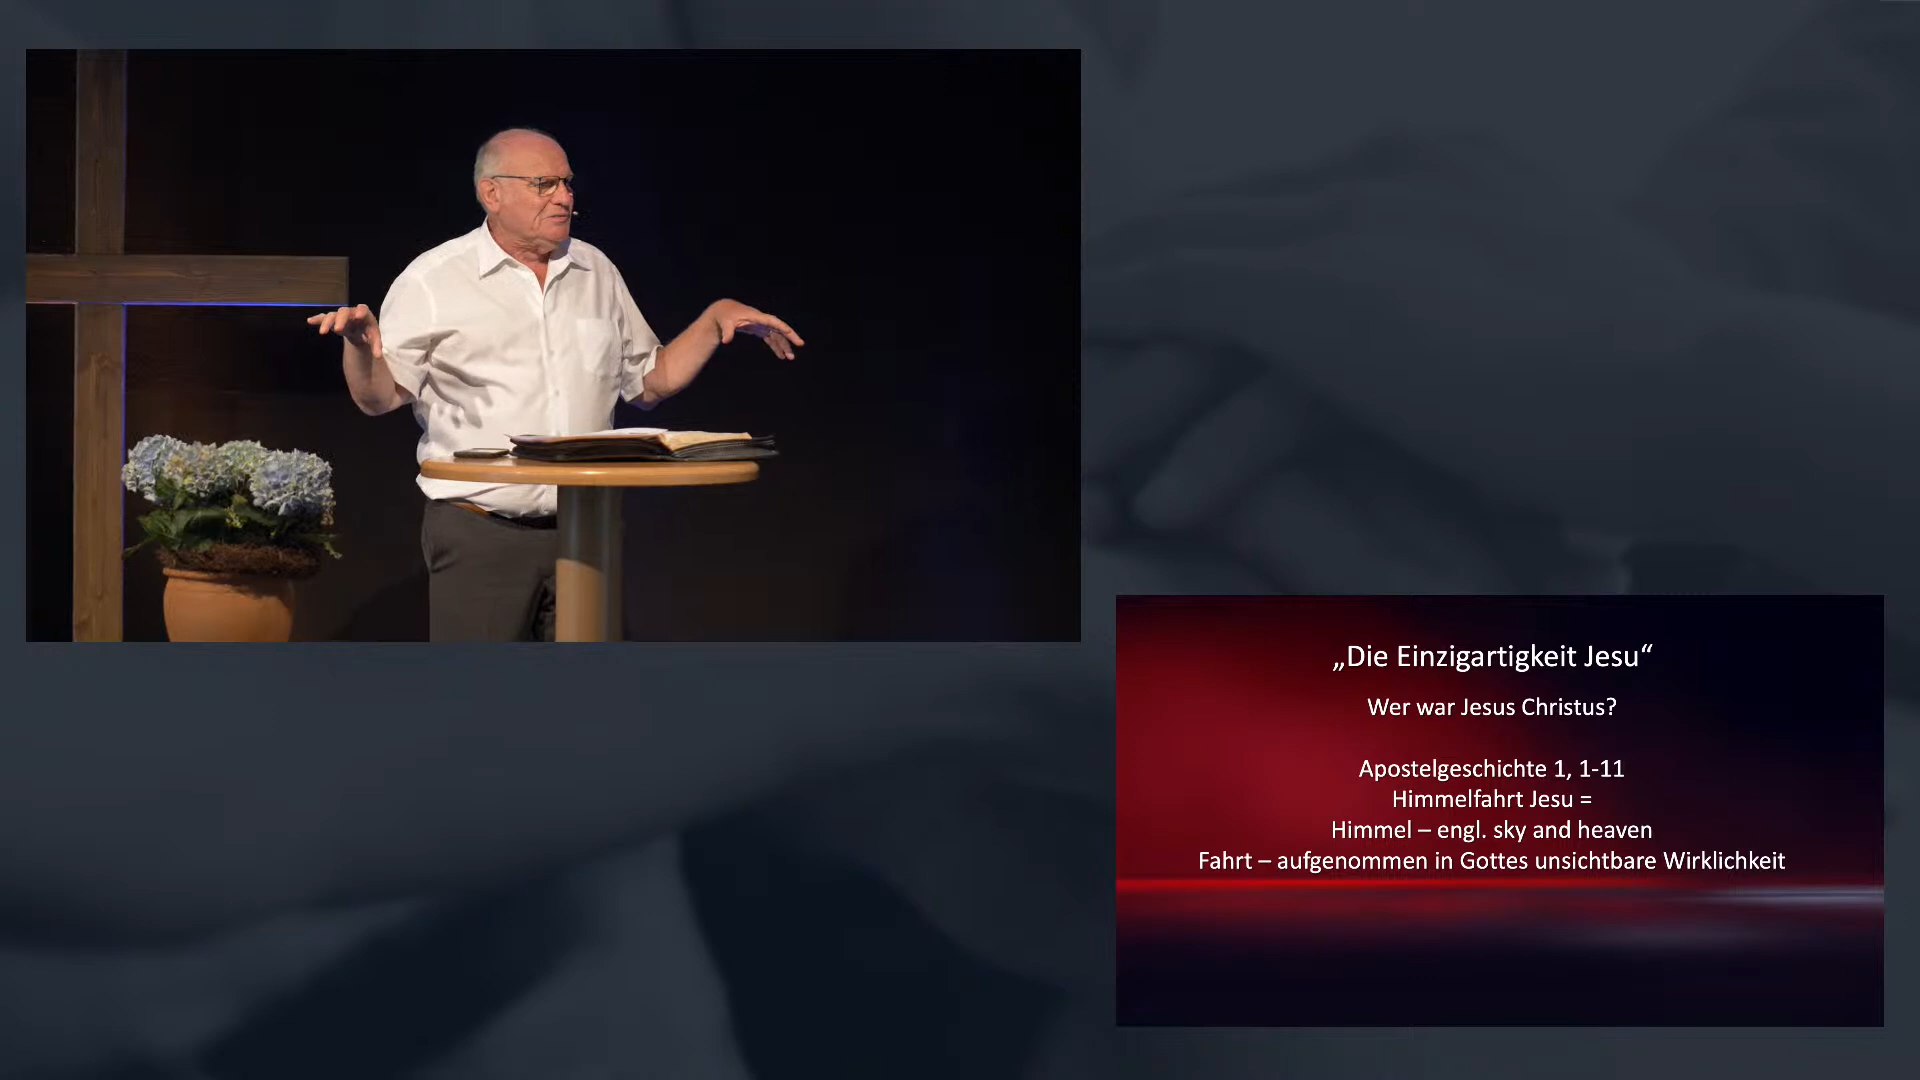 „Die Einzigartigkeit Jesu“
Wer war Jesus Christus?
Apostelgeschichte 1, 1-11
Himmelfahrt Jesu =
Himmel – engl. sky and heaven
Fahrt – aufgenommen in Gottes unsichtbare Wirklichkeit